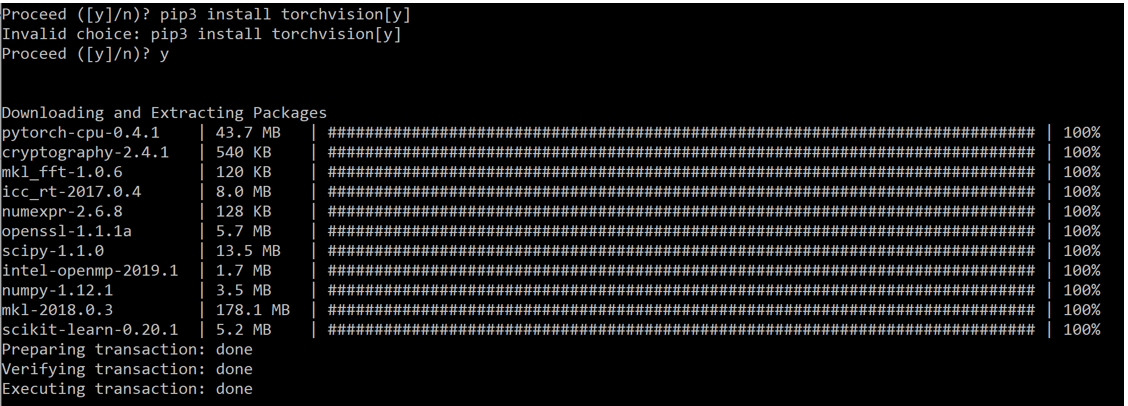 Proceed ([y]/n)? pip3 install torchvision[y]
Invalid choice: pip3 install torchvision[y]
Proceed ([y]/n)? y
Downloading and Extracting Packages
pytorch-cpu-0.4.1 | 43.7 MB | ############################################################################ | 100%
cryptography-2.4.1 | 540 KB | ############################################################################ | 100%
mkl_fft-1.0.6 | 120 KB | ############################################################################ | 100%
icc_rt-2017.0.4 | 8.0 MB | ############################################################################ | 100%
numexpr-2.6.8 | 128 KB | ############################################################################ | 100%
openssl-1.1.1a | 5.7 MB | ############################################################################ | 100%
scipy-1.1.0 | 13.5 MB | ############################################################################ | 100%
intel-openmp-2019.1 | 1.7 MB | ############################################################################ | 100%
numpy-1.12.1 | 3.5 MB | ############################################################################ | 100%
mkl-2018.0.3 | 178.1 MB | ############################################################################ | 100%
scikit-learn-0.20.1 | 5.2 MB | ############################################################################ | 100%
Preparing transaction: done
Verifying transaction: done
Executing transaction: done